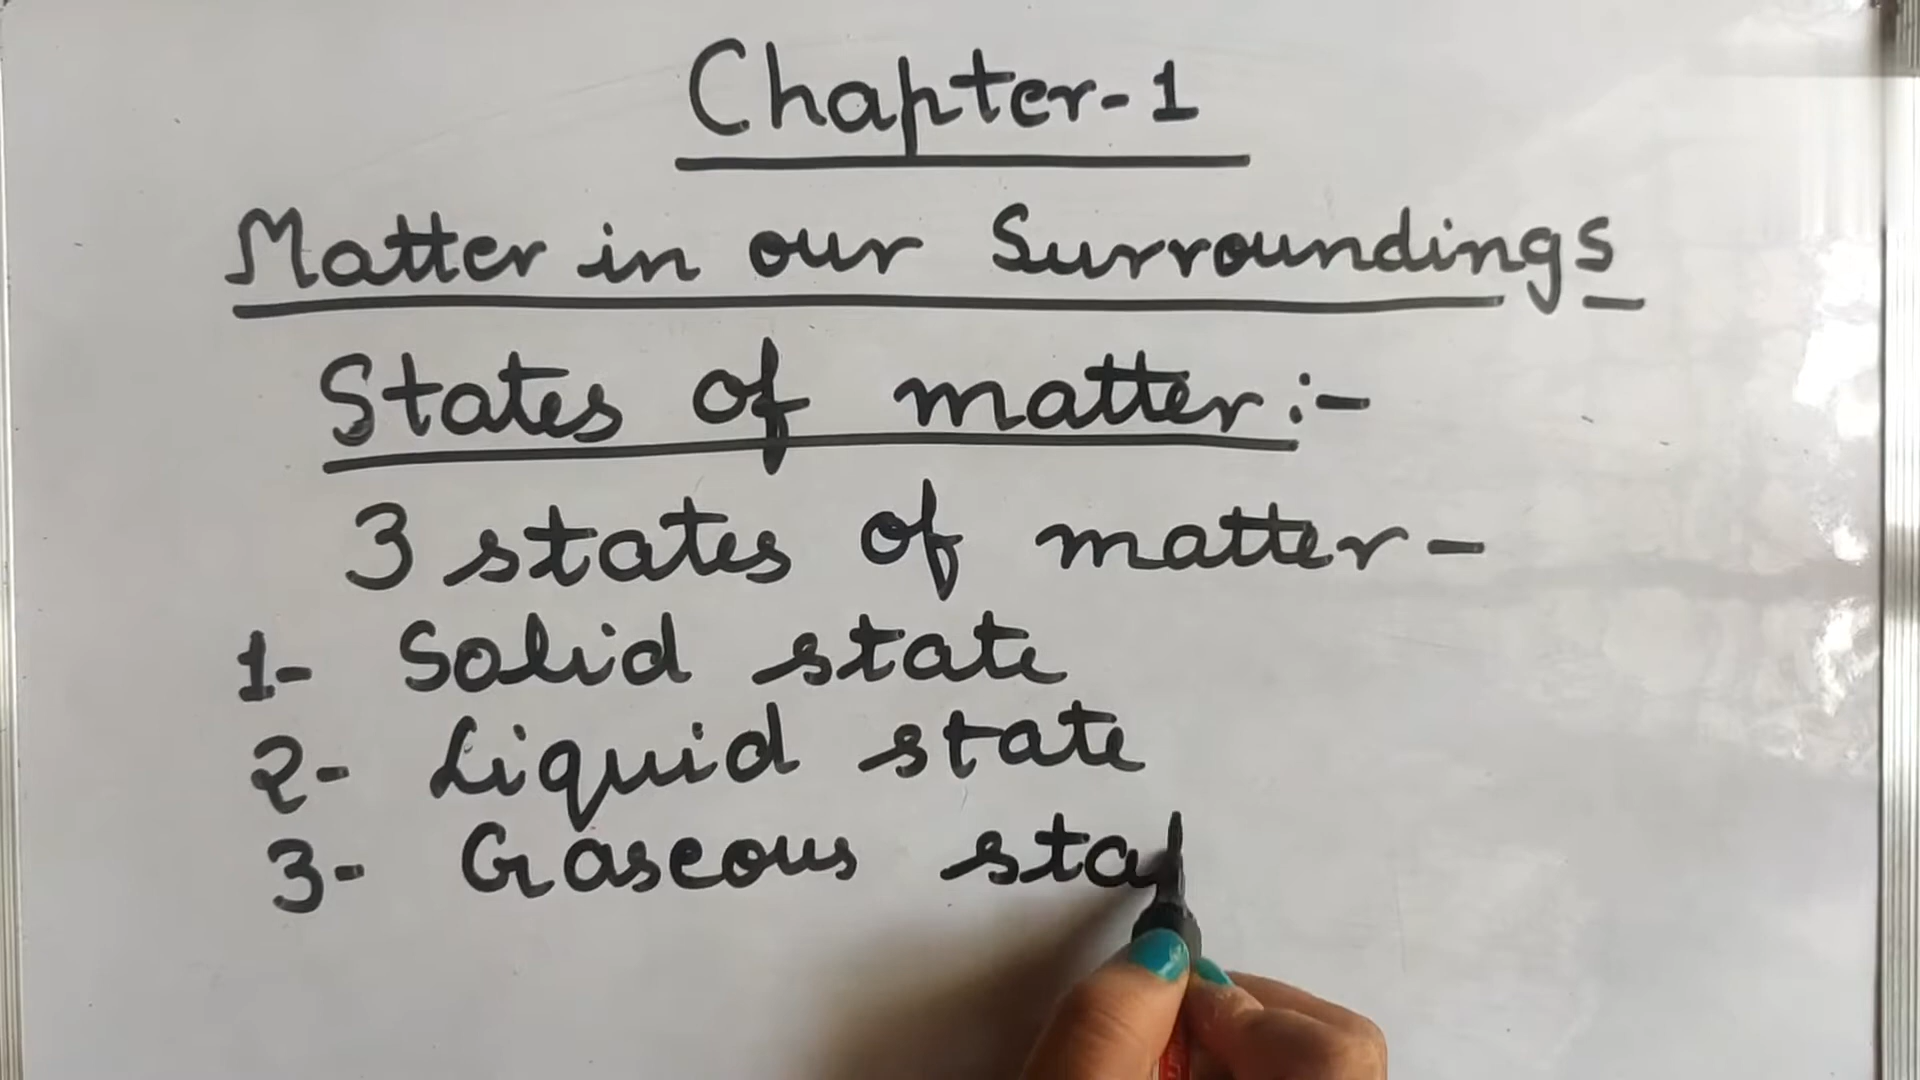 Chapter-1
Matter in our Surroundings
States of matter:-
3 states of matter-
1- Solid state
2- Liquid state
3- Gaseous stat